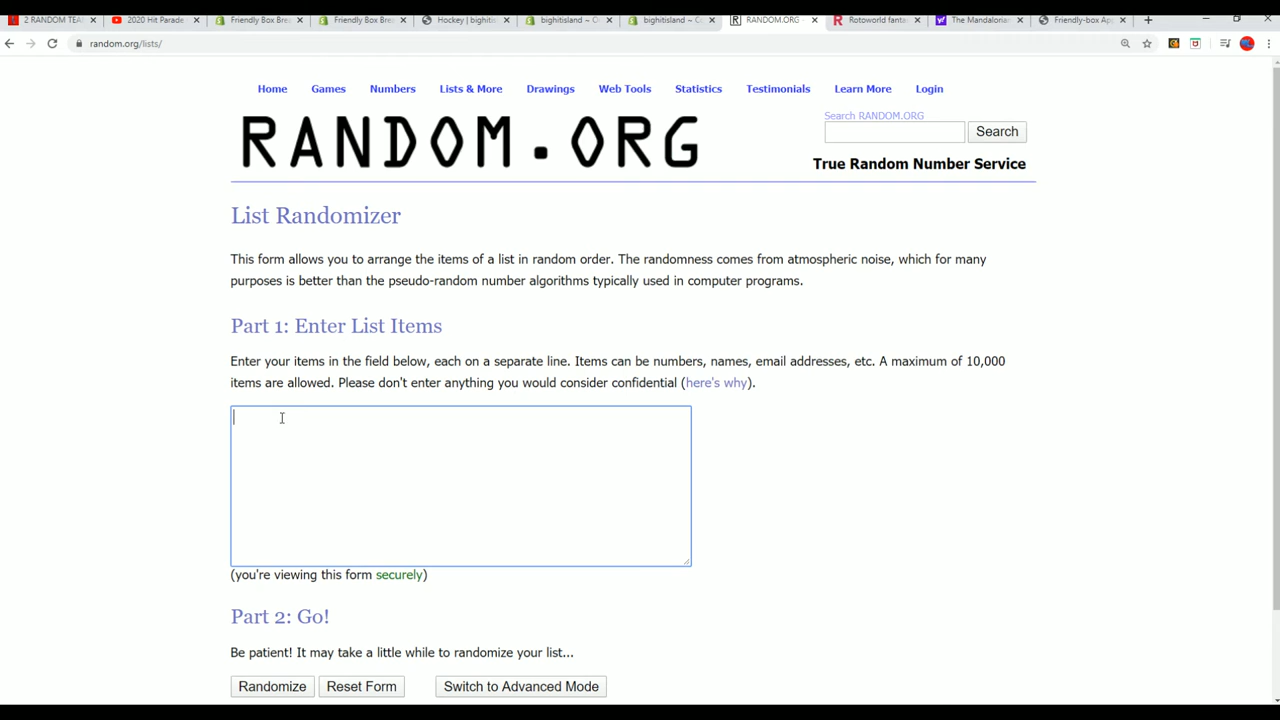 2 RANDOM TEA
2020 Hit Parade
Friendly Box Brea
Friendly Box Brea
Hockey | bighitis
bighitisland ~ O
bighitisland ~ C
RANDOM.ORG -
Rotoworld fanta
The Mandaloria
Friendly-box Ap
random.org/lists/
Home Games Numbers Lists & More Drawings Web Tools Statistics Testimonials Learn More Login
RANDOM.ORG
Search RANDOM.ORG
Search
True Random Number Service
List Randomizer
This form allows you to arrange the items of a list in random order. The randomness comes from atmospheric noise, which for many
purposes is better than the pseudo-random number algorithms typically used in computer programs.
Part 1: Enter List Items
Enter your items in the field below, each on a separate line. Items can be numbers, names, email addresses, etc. A maximum of 10,000
items are allowed. Please don't enter anything you would consider confidential (here's why).
(you're viewing this form securely)
Part 2: Go!
Be patient! It may take a little while to randomize your list...
Randomize Reset Form Switch to Advanced Mode